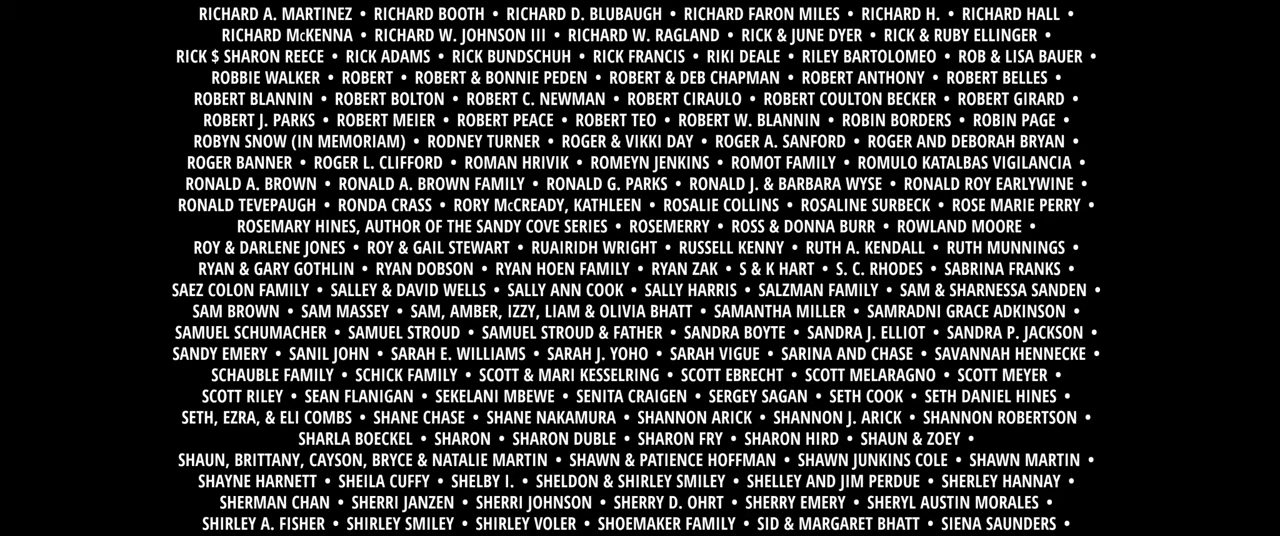 RICHARD A. MARTINEZ • RICHARD BOOTH • RICHARD D. BLUBAUGH • RICHARD FARON MILES • RICHARD H. • RICHARD HALL •
RICHARD McKENNA • RICHARD W. JOHNSON III • RICHARD W. RAGLAND • RICK & JUNE DYER • RICK & RUBY ELLINGER •
RICK $ SHARON REECE • RICK ADAMS • RICK BUNDSCHUH • RICK FRANCIS • RIKI DEALE • RILEY BARTOLOMEO • ROB & LISA BAUER •
ROBBIE WALKER • ROBERT • ROBERT & BONNIE PEDEN • ROBERT & DEB CHAPMAN • ROBERT ANTHONY • ROBERT BELLES •
ROBERT BLANNIN • ROBERT BOLTON • ROBERT C. NEWMAN • ROBERT CIRAULO • ROBERT COULTON BECKER • ROBERT GIRARD •
ROBERT J. PARKS • ROBERT MEIER • ROBERT PEACE • ROBERT TEO • ROBERT W. BLANNIN • ROBIN BORDERS • ROBIN PAGE •
ROBYN SNOW (IN MEMORIAM) • RODNEY TURNER • ROGER & VIKKI DAY • ROGER A. SANFORD • ROGER AND DEBORAH BRYAN •
ROGER BANNER • ROGER L. CLIFFORD • ROMAN HRIVIK • ROMEYN JENKINS • ROMOT FAMILY • ROMULO KATALBAS VIGILANCIA •
RONALD A. BROWN • RONALD A. BROWN FAMILY • RONALD G. PARKS • RONALD J. & BARBARA WYSE • RONALD ROY EARLYWINE •
RONALD TEVEPAUGH • RONDA CRASS • RORY McCREADY, KATHLEEN • ROSALIE COLLINS • ROSALINE SURBECK • ROSE MARIE PERRY •
ROSEMARY HINES, AUTHOR OF THE SANDY COVE SERIES • ROSEMERRY • ROSS & DONNA BURR • ROWLAND MOORE •
ROY & DARLENE JONES • ROY & GAIL STEWART • RUAIRIDH WRIGHT • RUSSELL KENNY • RUTH A. KENDALL • RUTH MUNNINGS •
RYAN & GARY GOTHLIN • RYAN DOBSON • RYAN HOEN FAMILY • RYAN ZAK • S & K HART • S. C. RHODES • SABRINA FRANKS •
SAEZ COLON FAMILY • SALLEY & DAVID WELLS • SALLY ANN COOK • SALLY HARRIS • SALZMAN FAMILY • SAM & SHARNESSA SANDEN •
SAM BROWN • SAM MASSEY • SAM, AMBER, IZZY, LIAM & OLIVIA BHATT • SAMANTHA MILLER • SAMRADNI GRACE ADKINSON •
SAMUEL SCHUMACHER • SAMUEL STROUD • SAMUEL STROUD & FATHER • SANDRA BOYTE • SANDRA J. ELLIOT • SANDRA P. JACKSON •
SANDY EMERY • SANIL JOHN • SARAH E. WILLIAMS • SARAH J. YOHO • SARAH VIGUE • SARINA AND CHASE • SAVANNAH HENNECKE •
SCHAUBLE FAMILY • SCHICK FAMILY • SCOTT & MARI KESSELRING • SCOTT EBRECHT • SCOTT MELARAGNO • SCOTT MEYER •
SCOTT RILEY • SEAN FLANIGAN • SEKELANI MBEWE • SENITA CRAIGEN • SERGEY SAGAN • SETH COOK • SETH DANIEL HINES •
SETH, EZRA, & ELI COMBS • SHANE CHASE • SHANE NAKAMURA • SHANNON ARICK • SHANNON J. ARICK • SHANNON ROBERTSON •
SHARLA BOECKEL • SHARON • SHARON DUBLE • SHARON FRY • SHARON HIRD • SHAUN & ZOEY •
SHAUN, BRITTANY, CAYSON, BRYCE & NATALIE MARTIN • SHAWN & PATIENCE HOFFMAN • SHAWN JUNKINS COLE • SHAWN MARTIN •
SHAYNE HARNETT • SHEILA CUFFY • SHELBY I. • SHELDON & SHIRLEY SMILEY • SHELLEY AND JIM PERDUE • SHERLEY HANNAY •
SHERMAN CHAN • SHERRI JANZEN • SHERRI JOHNSON • SHERRY D. OHRT • SHERRY EMERY • SHERYL AUSTIN MORALES •
SHIRLEY A. FISHER • SHIRLEY SMILEY • SHIRLEY VOLER • SHOEMAKER FAMILY • SID & MARGARET BHATT • SIENA SAUNDERS •